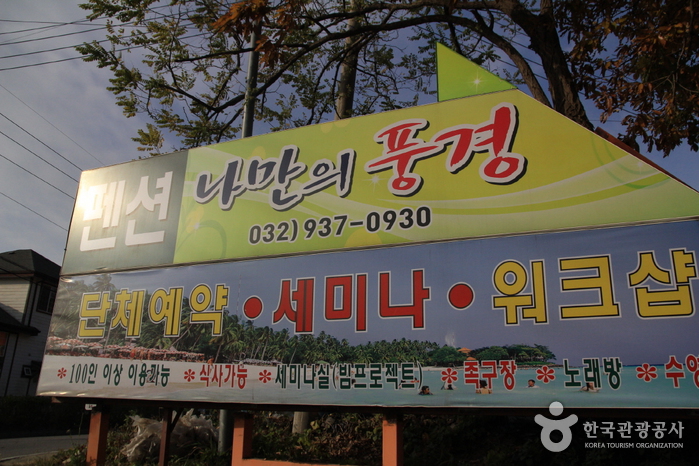 펜션 나만의 풍경
032) 937-0930
단체예약 • 세미나 • 워크샵
* 100인 이상 이용가능 * 식사가능 * 세미나실(빔프로젝트) * 족구장 * 노래방 * 수영
한국관광공사
KOREA TOURISM ORGANIZATION